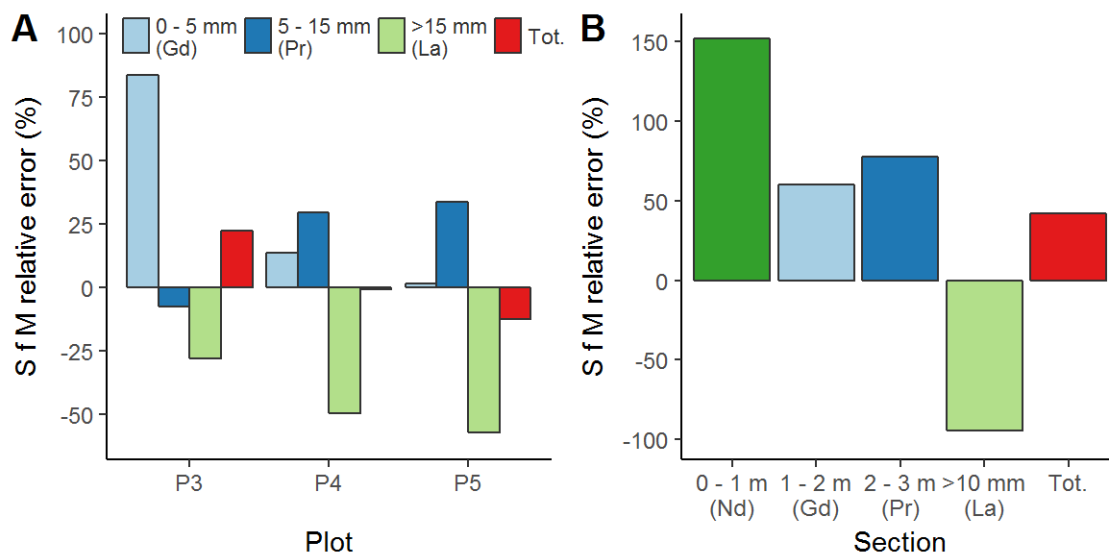 A
0 - 5 mm
(Gd)
5 - 15 mm
(Pr)
>15 mm
(La)
Tot.
S f M relative error (%)
100
75
50
25
0
-25
-50
P3 P4 P5
Plot
B
S f M relative error (%)
150
100
50
0
-50
-100
0 - 1 m 1 - 2 m 2 - 3 m >10 mm Tot.
(Nd) (Gd) (Pr) (La)
Section